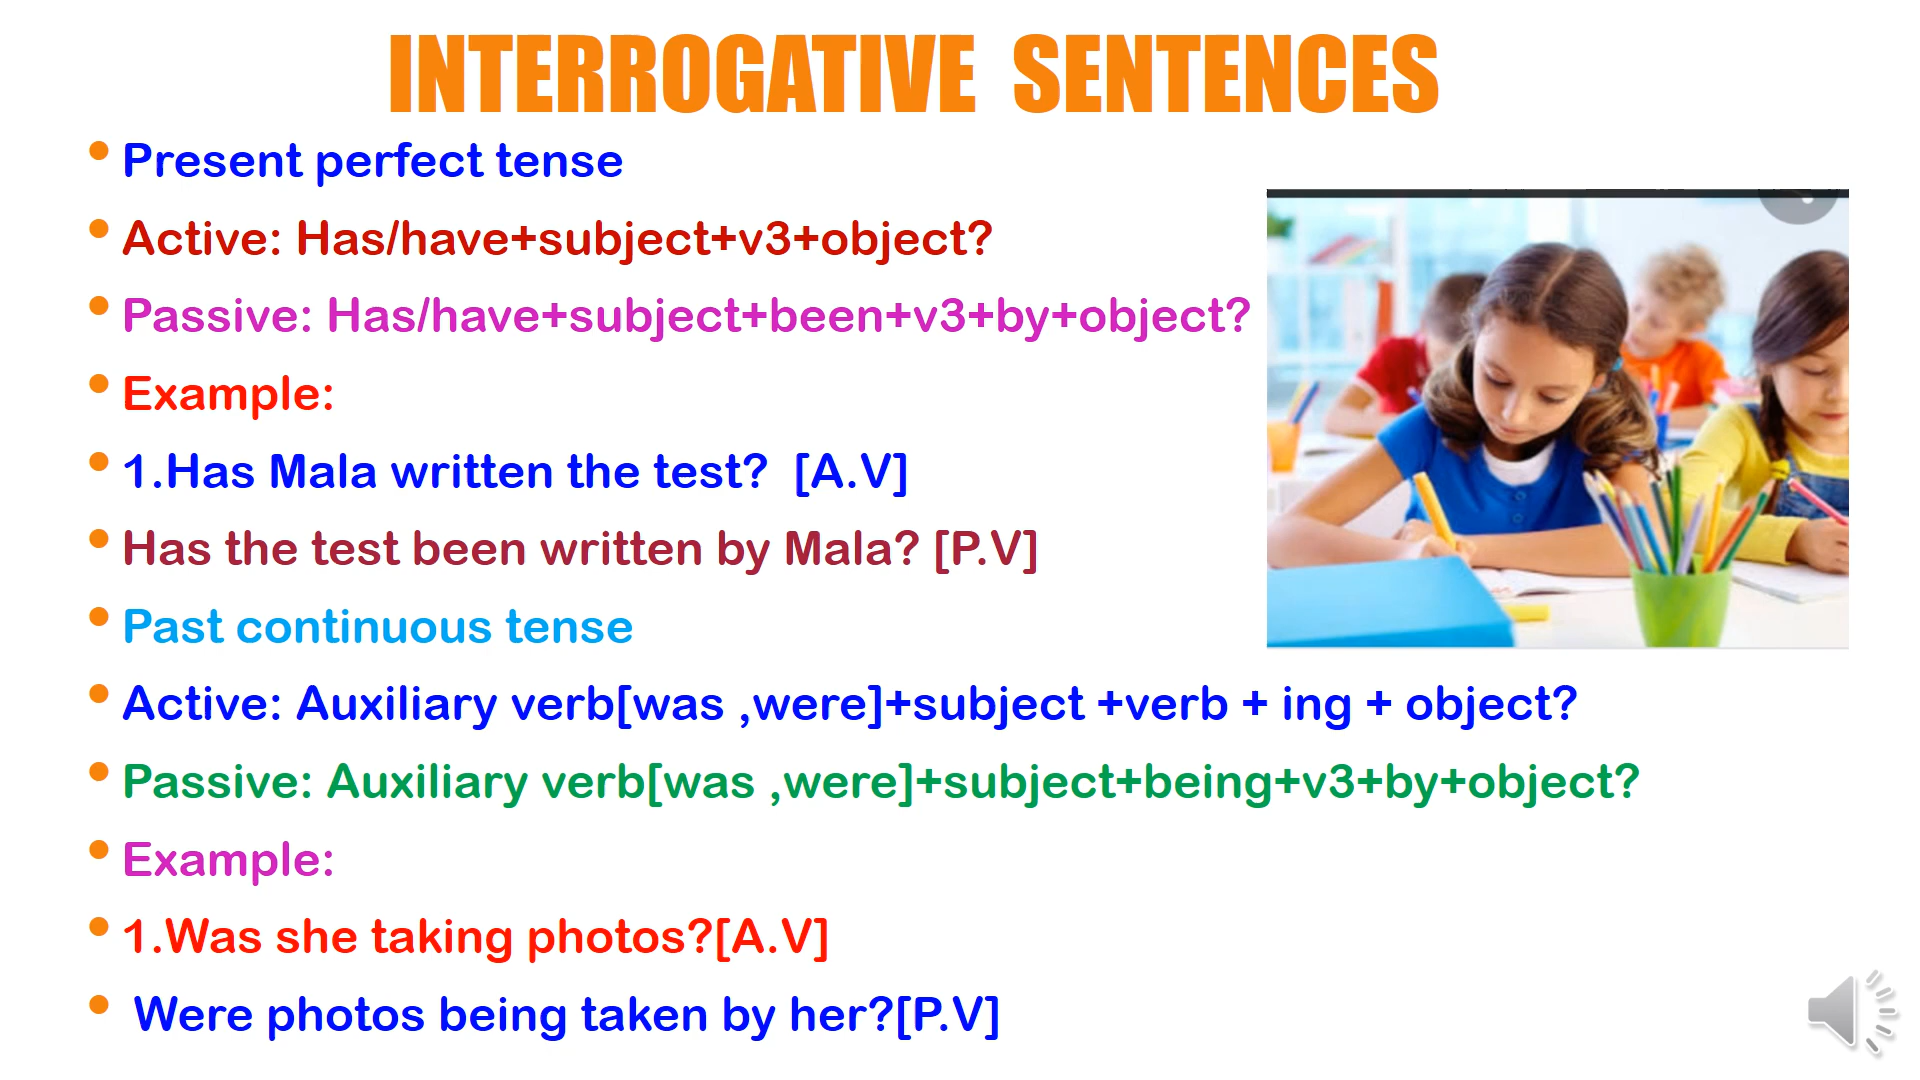 INTERROGATIVE SENTENCES
• Present perfect tense
• Active: Has/have+subject+v3+object?
• Passive: Has/have+subject+been+v3+by+object?
• Example:
• 1.Has Mala written the test?  [A.V]
• Has the test been written by Mala? [P.V]
• Past continuous tense
• Active: Auxiliary verb[was ,were]+subject +verb + ing + object?
• Passive: Auxiliary verb[was ,were]+subject+being+v3+by+object?
• Example:
• 1.Was she taking photos?[A.V]
• Were photos being taken by her?[P.V]